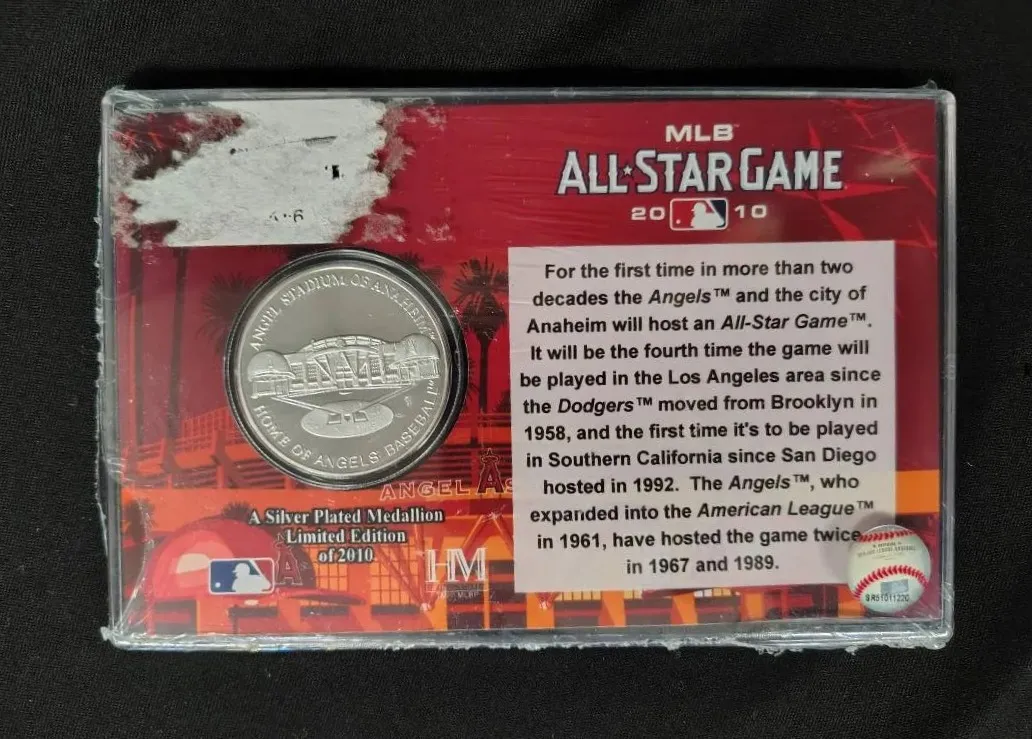 MLB™
ALL★STAR GAME
20 10
For the first time in more than two
decades the Angels™ and the city of
Anaheim will host an All-Star Game™.
It will be the fourth time the game will
be played in the Los Angeles area since
the Dodgers™ moved from Brooklyn in
1958, and the first time it's to be played
in Southern California since San Diego
hosted in 1992. The Angels™, who
expanded into the American League™
in 1961, have hosted the game twice
in 1967 and 1989.
ANGEL STADIUM OF ANAHEIM
HOME OF ANGELS BASEBALL™
ANGEL AS
A Silver Plated Medallion
Limited Edition
of 2010
HM